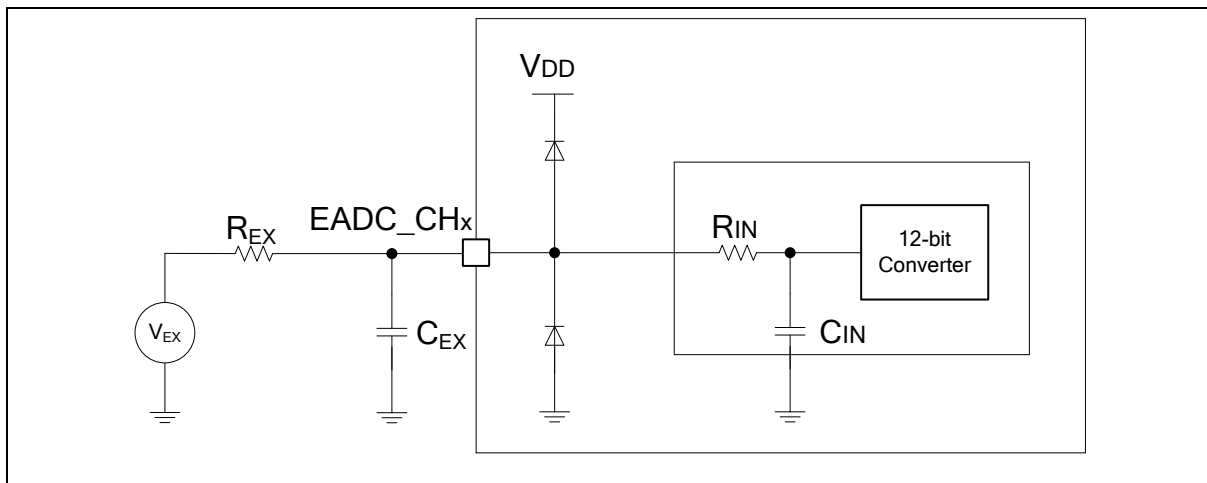 VDD
EADC_CHx
REX
RIN
12-bit
Converter
VEX
CEX
CIN